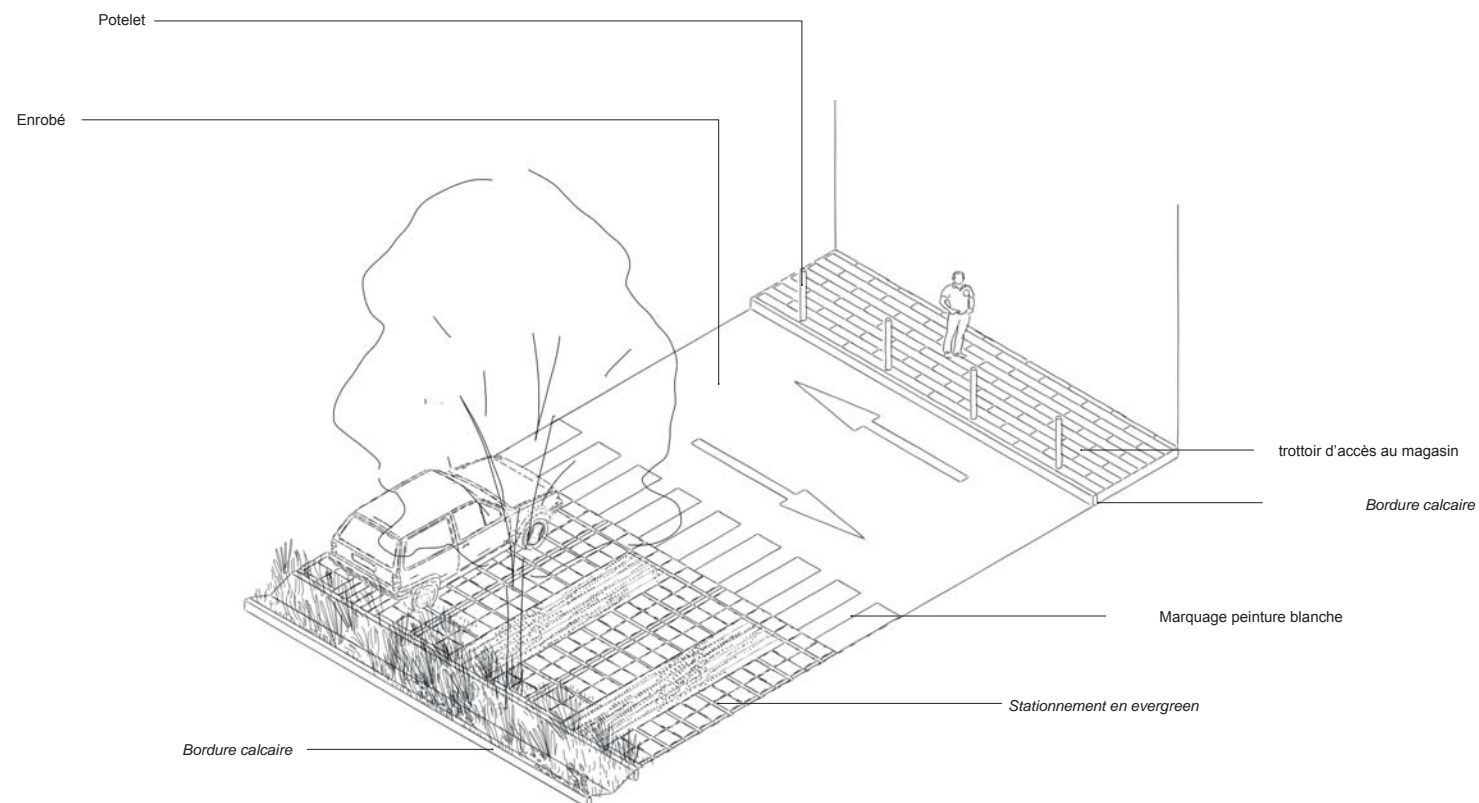 Potelet
Enrobé
trottoir d'accès au magasin
Bordure calcaire
Marquage peinture blanche
Stationnement en evergreen
Bordure calcaire